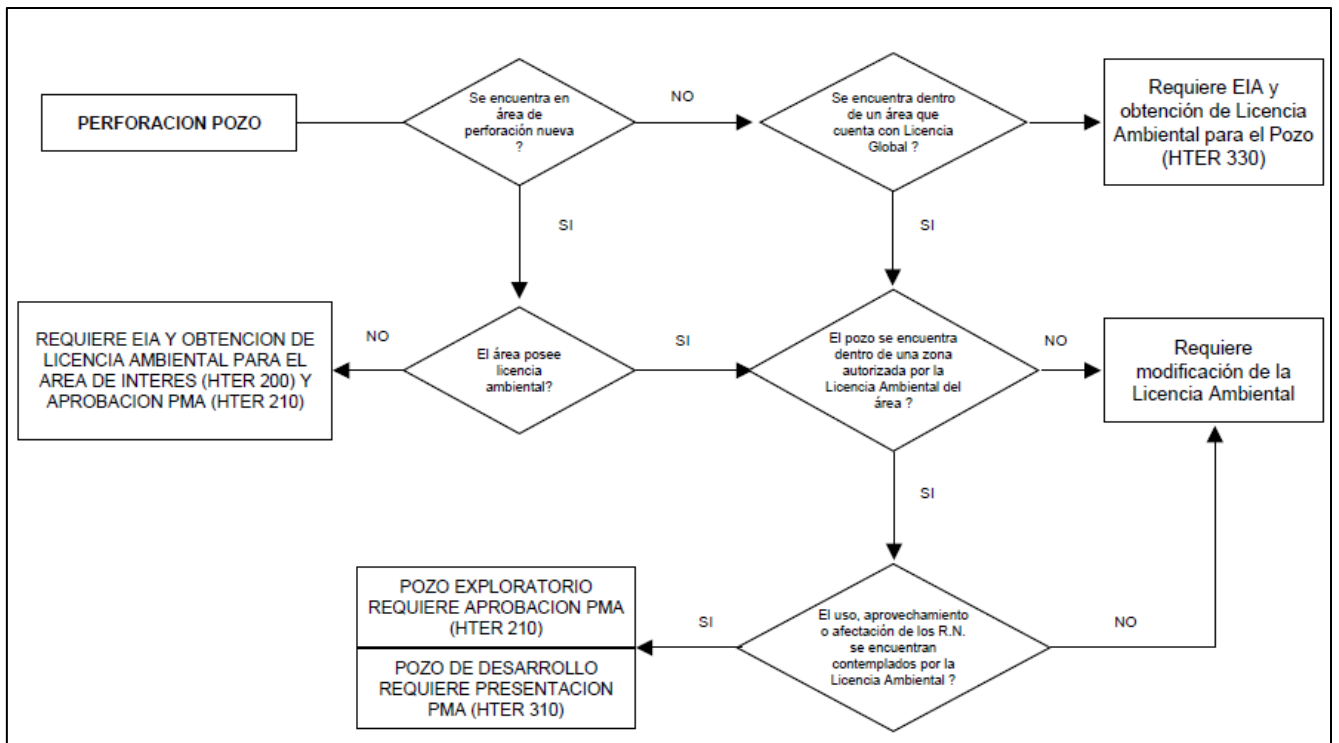 PERFORACION POZO
Se encuentra en
área de
perforación nueva
?
NO
Se encuentra dentro
de un área que
cuenta con Licencia
Global ?
Requiere EIA y
obtención de Licencia
Ambiental para el Pozo
(HTER 330)
SI
SI
REQUIERE EIA Y OBTENCION DE
LICENCIA AMBIENTAL PARA EL
AREA DE INTERES (HTER 200) Y
APROBACION PMA (HTER 210)
NO
El área posee
licencia
ambiental?
SI
El pozo se encuentra
dentro de una zona
autorizada por la
Licencia Ambiental del
área ?
NO
Requiere
modificación de la
Licencia Ambiental
SI
POZO EXPLORATORIO
REQUIERE APROBACION PMA
(HTER 210)
POZO DE DESARROLLO
REQUIERE PRESENTACION
PMA (HTER 310)
SI
El uso, aprovechamiento
o afectación de los R.N.
se encuentran
contemplados por la
Licencia Ambiental ?
NO